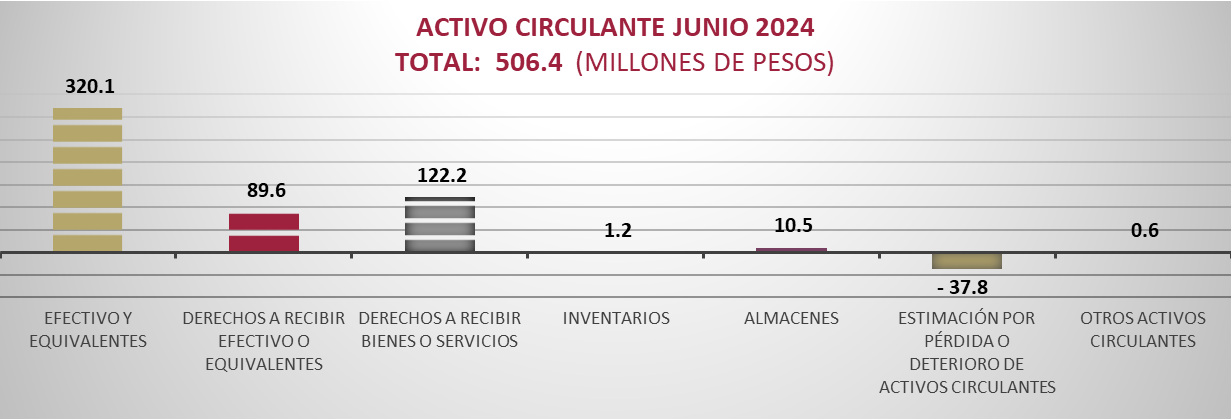 ACTIVO CIRCULANTE JUNIO 2024
TOTAL:  506.4  (MILLONES DE PESOS)
320.1
89.6
122.2
1.2
10.5
- 37.8
0.6
EFECTIVO Y
EQUIVALENTES
DERECHOS A RECIBIR
EFECTIVO O
EQUIVALENTES
DERECHOS A RECIBIR
BIENES O SERVICIOS
INVENTARIOS
ALMACENES
ESTIMACIÓN POR
PÉRDIDA O
DETERIORO DE
ACTIVOS CIRCULANTES
OTROS ACTIVOS
CIRCULANTES